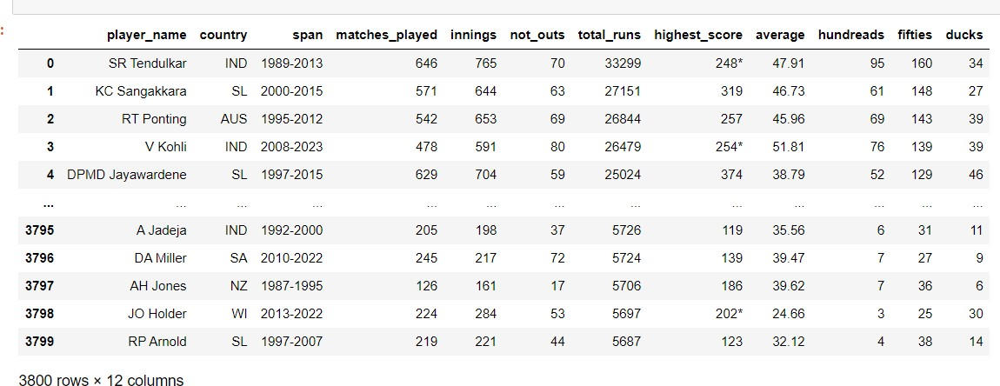 :
player_name country span matches_played innings not_outs total_runs highest_score average hundreads fifties ducks
0 SR Tendulkar IND 1989-2013 646 765 70 33299 248* 47.91 95 160 34
1 KC Sangakkara SL 2000-2015 571 644 63 27151 319 46.73 61 148 27
2 RT Ponting AUS 1995-2012 542 653 69 26844 257 45.96 69 143 39
3 V Kohli IND 2008-2023 478 591 80 26479 254* 51.81 76 139 39
4 DPMD Jayawardene SL 1997-2015 629 704 59 25024 374 38.79 52 129 46
... ... ... ... ... ... ... ... ... ... ... ... ...
3795 A Jadeja IND 1992-2000 205 198 37 5726 119 35.56 6 31 11
3796 DA Miller SA 2010-2022 245 217 72 5724 139 39.47 7 27 9
3797 AH Jones NZ 1987-1995 126 161 17 5706 186 39.62 7 36 6
3798 JO Holder WI 2013-2022 224 284 53 5697 202* 24.66 3 25 30
3799 RP Arnold SL 1997-2007 219 221 44 5687 123 32.12 4 38 14
3800 rows × 12 columns